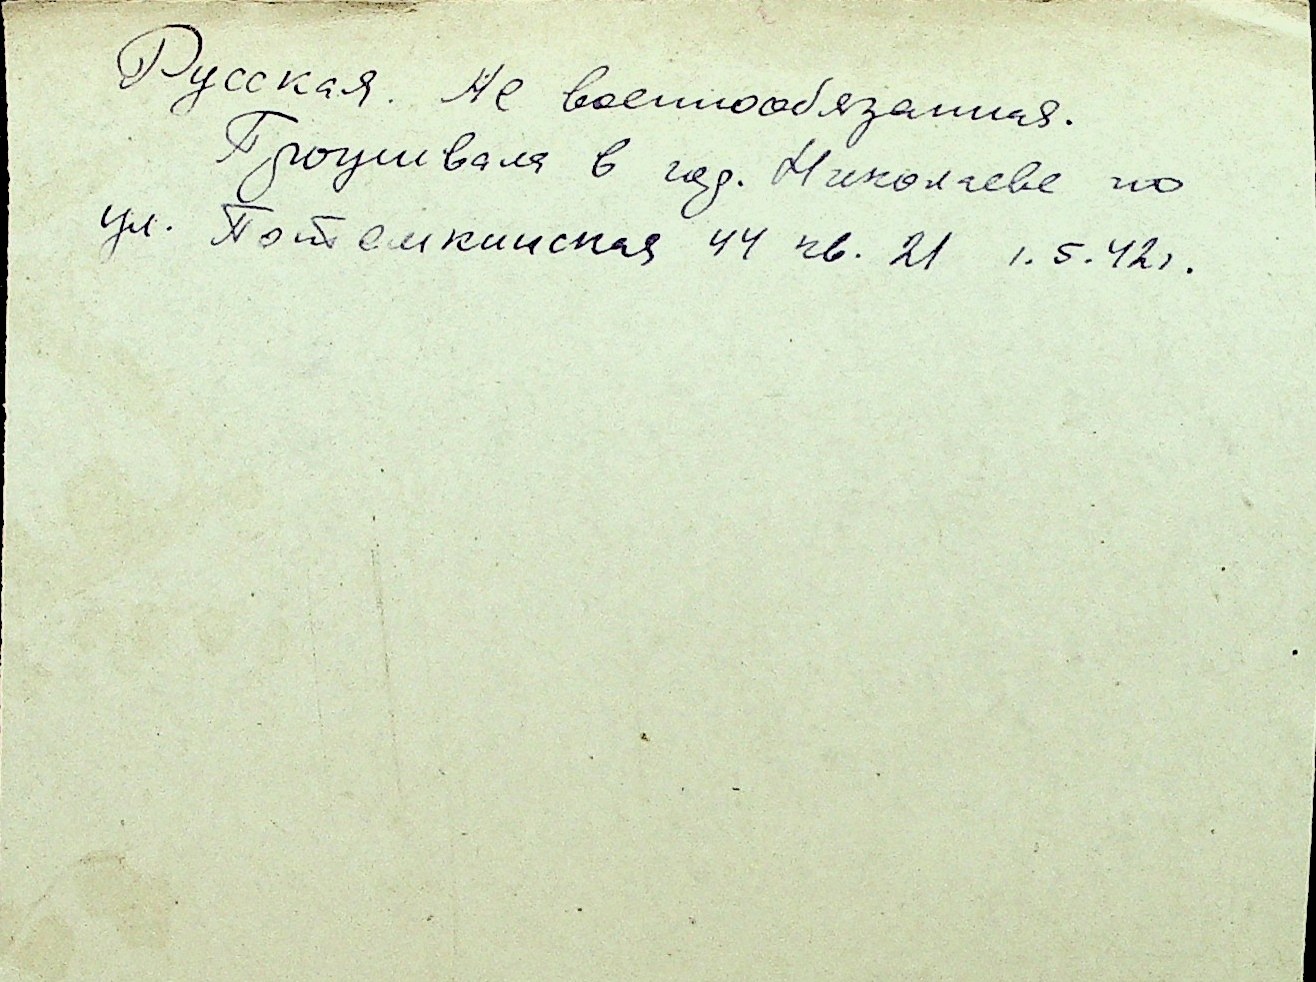 Русская. Не военнообязанная.
Проживала в гор. Николаеве по
ул. Потемкинская 44 кв. 21 1.5.42г.